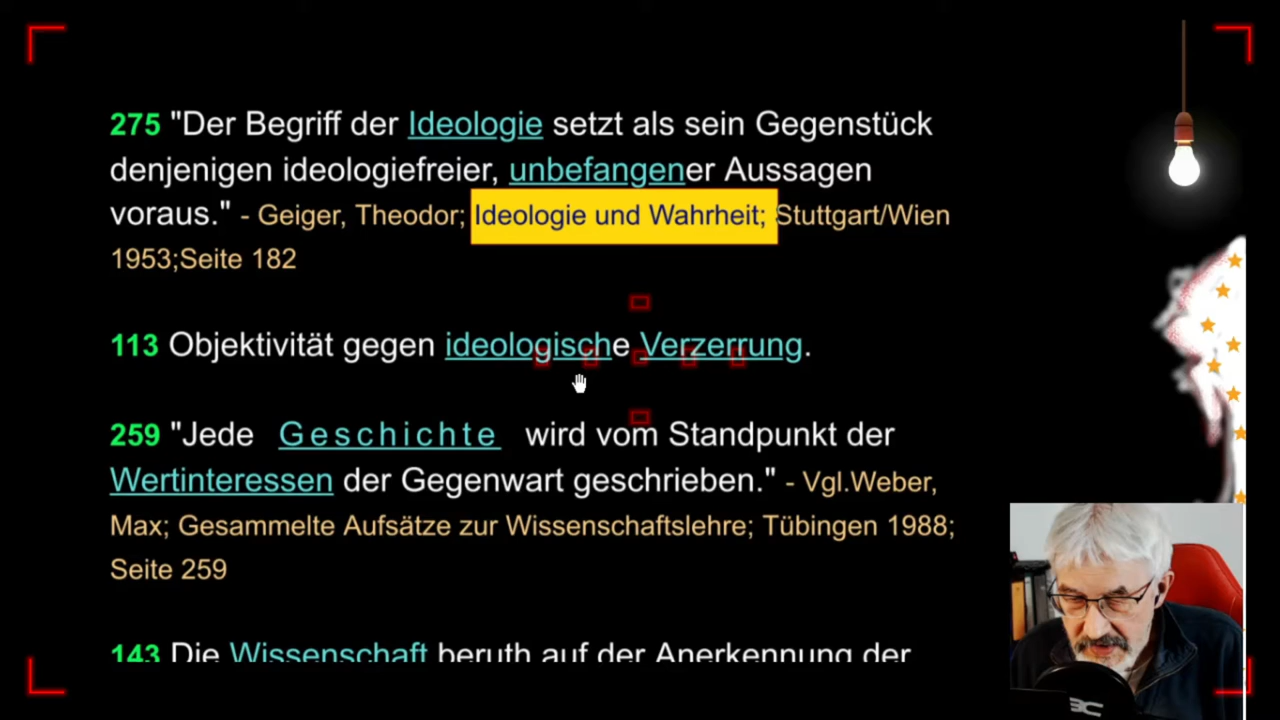 275 "Der Begriff der Ideologie setzt als sein Gegenstück
denjenigen ideologiefreier, unbefangener Aussagen
voraus." - Geiger, Theodor; Ideologie und Wahrheit; Stuttgart/Wien
1953;Seite 182
113 Objektivität gegen ideologische Verzerrung.
259 "Jede Geschichte wird vom Standpunkt der
Wertinteressen der Gegenwart geschrieben." - Vgl.Weber,
Max; Gesammelte Aufsätze zur Wissenschaftslehre; Tübingen 1988;
Seite 259
143 Die Wissenschaft beruth auf der Anerkennung der